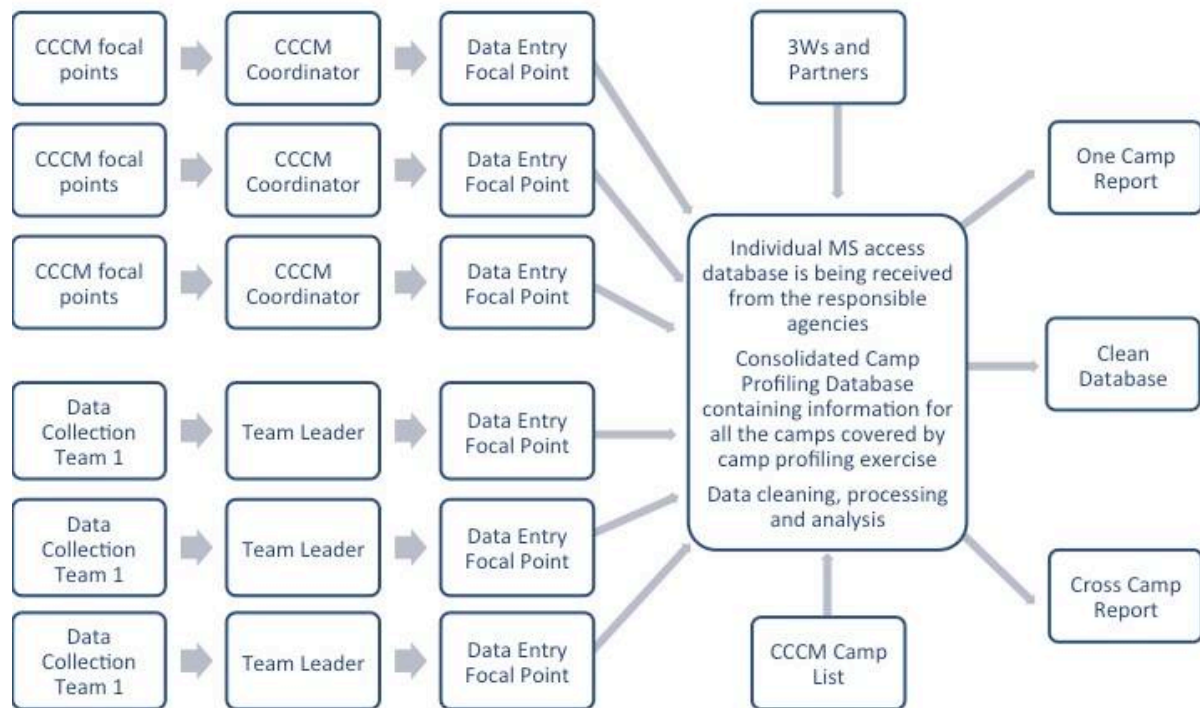 CCCM focal
points
CCCM
Coordinator
Data Entry
Focal Point
CCCM focal
points
CCCM
Coordinator
Data Entry
Focal Point
CCCM focal
points
CCCM
Coordinator
Data Entry
Focal Point
Data
Collection
Team 1
Team Leader
Data Entry
Focal Point
Data
Collection
Team 1
Team Leader
Data Entry
Focal Point
Data
Collection
Team 1
Team Leader
Data Entry
Focal Point
3Ws and
Partners
Individual MS access
database is being received
from the responsible
agencies
Consolidated Camp
Profiling Database
containing information for
all the camps covered by
camp profiling exercise
Data cleaning, processing
and analysis
CCCM Camp
List
One Camp
Report
Clean
Database
Cross Camp
Report